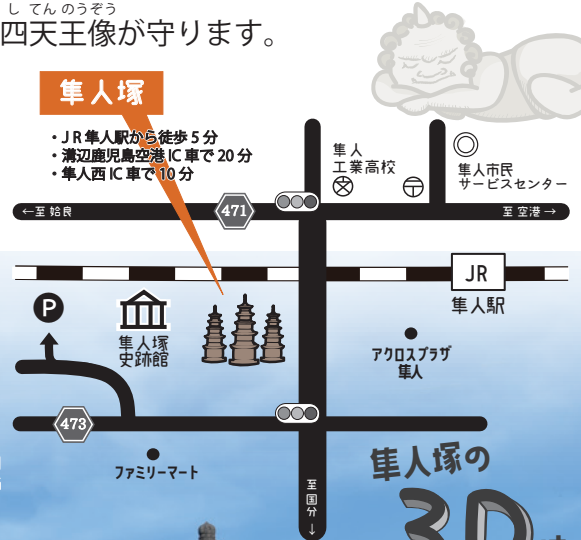 し てん のうぞう
四天王像が守ります。
隼人塚
・JR隼人駅から徒歩5分
・溝辺鹿児島空港IC車で20分
・隼人西IC車で10分
隼人
工業高校
隼人市民
サービスセンター
←至 姶良
471
至 空港→
JR
隼人駅
P
隼人塚
史跡館
アクロスプラザ
隼人
473
ファミリーマート
至国分→
隼人塚の
3D